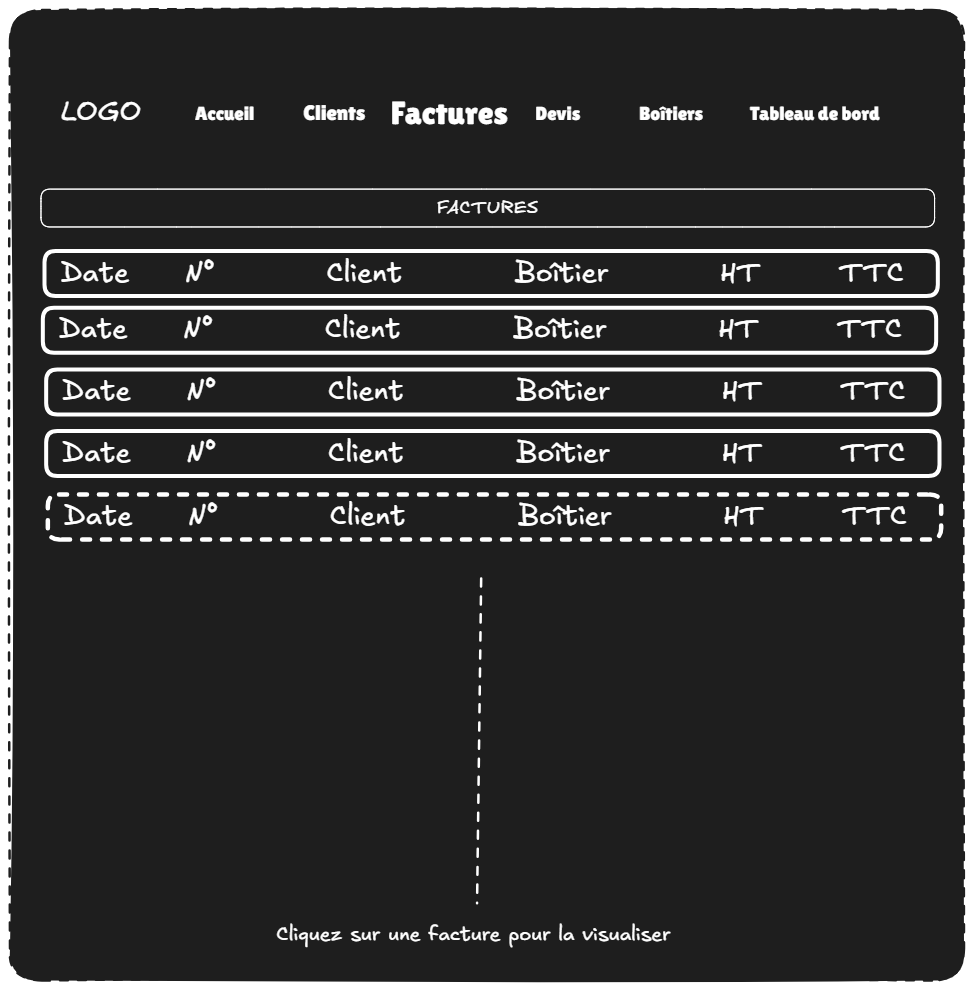 LOGO Accueil Clients Factures Devis Boîtiers Tableau de bord
FACTURES
Date N° Client Boîtier HT TTC
Date N° Client Boîtier HT TTC
Date N° Client Boîtier HT TTC
Date N° Client Boîtier HT TTC
Date N° Client Boîtier HT TTC
Cliquez sur une facture pour la visualiser